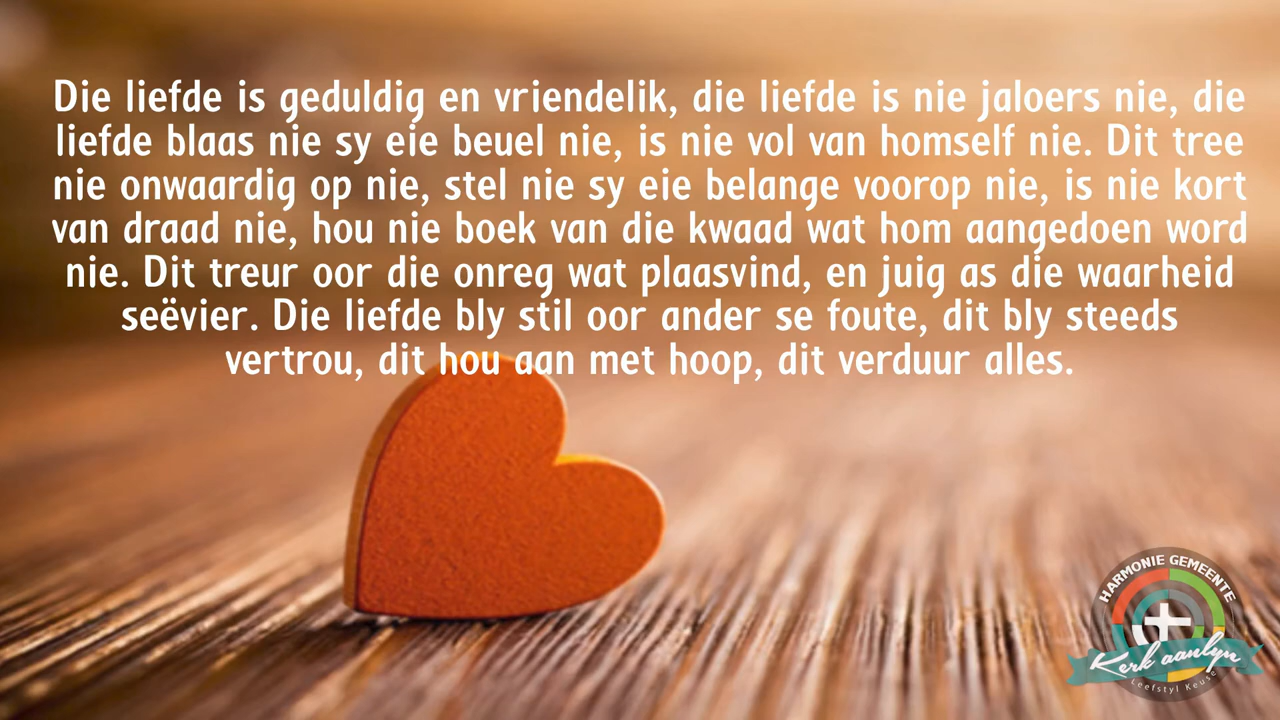 Die liefde is geduldig en vriendelik, die liefde is nie jaloers nie, die
liefde blaas nie sy eie beuel nie, is nie vol van homself nie. Dit tree
nie onwaardig op nie, stel nie sy eie belange voorop nie, is nie kort
van draad nie, hou nie boek van die kwaad wat hom aangedoen word
nie. Dit treur oor die onreg wat plaasvind, en juig as die waarheid
seëvier. Die liefde bly stil oor ander se foute, dit bly steeds
vertrou, dit hou aan met hoop, dit verduur alles.
HARMONIE GEMEENTE
Kerk aanlyn
Leefstyl Keuse